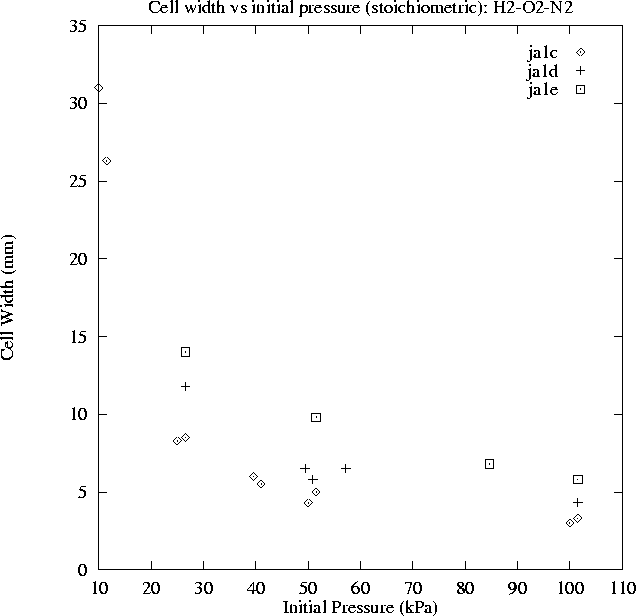 Cell width vs initial pressure (stoichiometric): H2-O2-N2
35
30
25
20
15
10
5
0
Cell Width (mm)
ja1c
ja1d
ja1e
10 20 30 40 50 60 70 80 90 100 110
Initial Pressure (kPa)